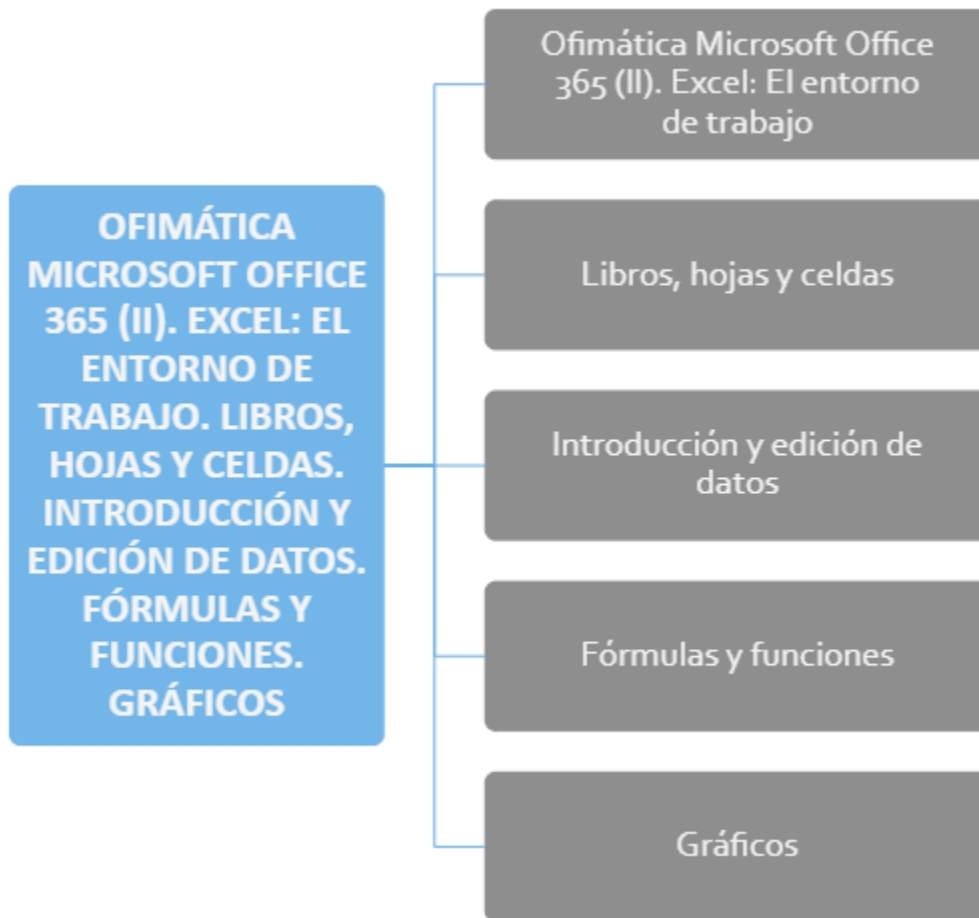 OFIMÁTICA
MICROSOFT OFFICE
365 (II). EXCEL: EL
ENTORNO DE
TRABAJO. LIBROS,
HOJAS Y CELDAS.
INTRODUCCIÓN Y
EDICIÓN DE DATOS.
FÓRMULAS Y
FUNCIONES.
GRÁFICOS
Ofimática Microsoft Office
365 (II). Excel: El entorno
de trabajo
Libros, hojas y celdas
Introducción y edición de
datos
Fórmulas y funciones
Gráficos